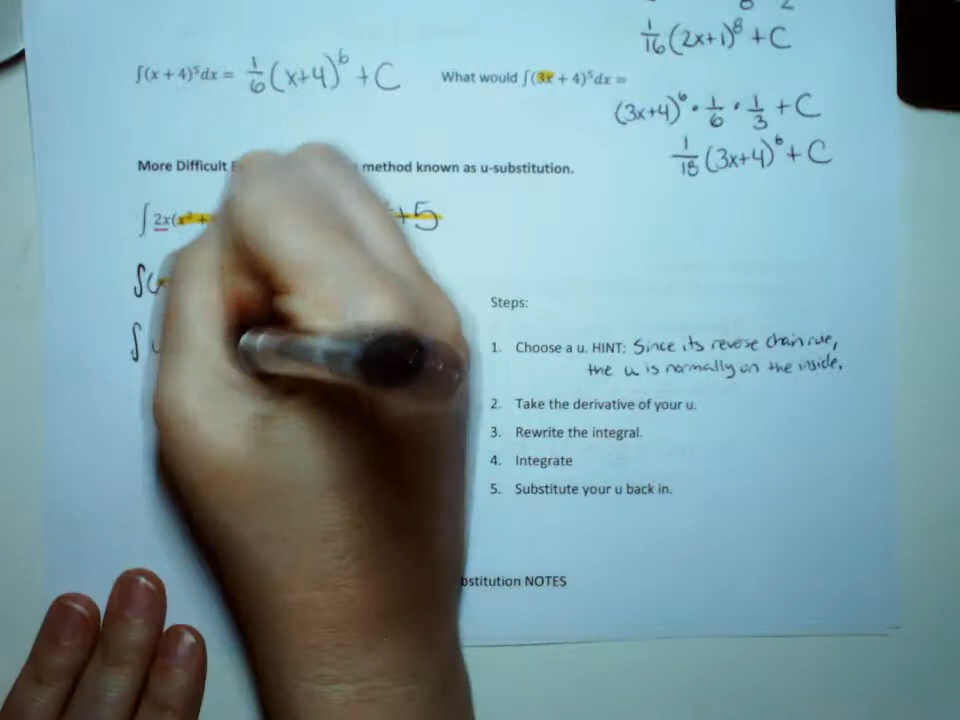 1/16 (2x+1)⁸ + C
∫(x + 4)⁵dx = 1/6 (x+4)⁶ + C What would ∫(3x + 4)⁵dx =
(3x+4)⁶ • 1/6 • 1/3 + C
1/18 (3x+4)⁶ + C
More Difficult method known as u-substitution.
∫ 2x(x² + +5
∫
Steps:
∫
1. Choose a u. HINT: Since its reverse chain rule,
the u is normally on the inside.
2. Take the derivative of your u.
3. Rewrite the integral.
4. Integrate
5. Substitute your u back in.
NOTES